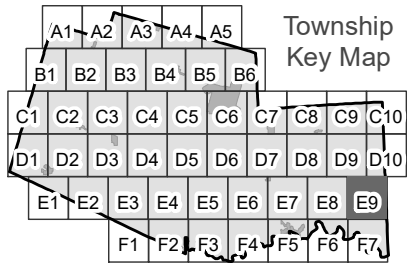 Township
Key Map
A1 A2 A3 A4 A5
B1 B2 B3 B4 B5 B6
C1 C2 C3 C4 C5 C6 C7 C8 C9 C10
D1 D2 D3 D4 D5 D6 D7 D8 D9 D10
E1 E2 E3 E4 E5 E6 E7 E8 E9
F1 F2 F3 F4 F5 F6 F7